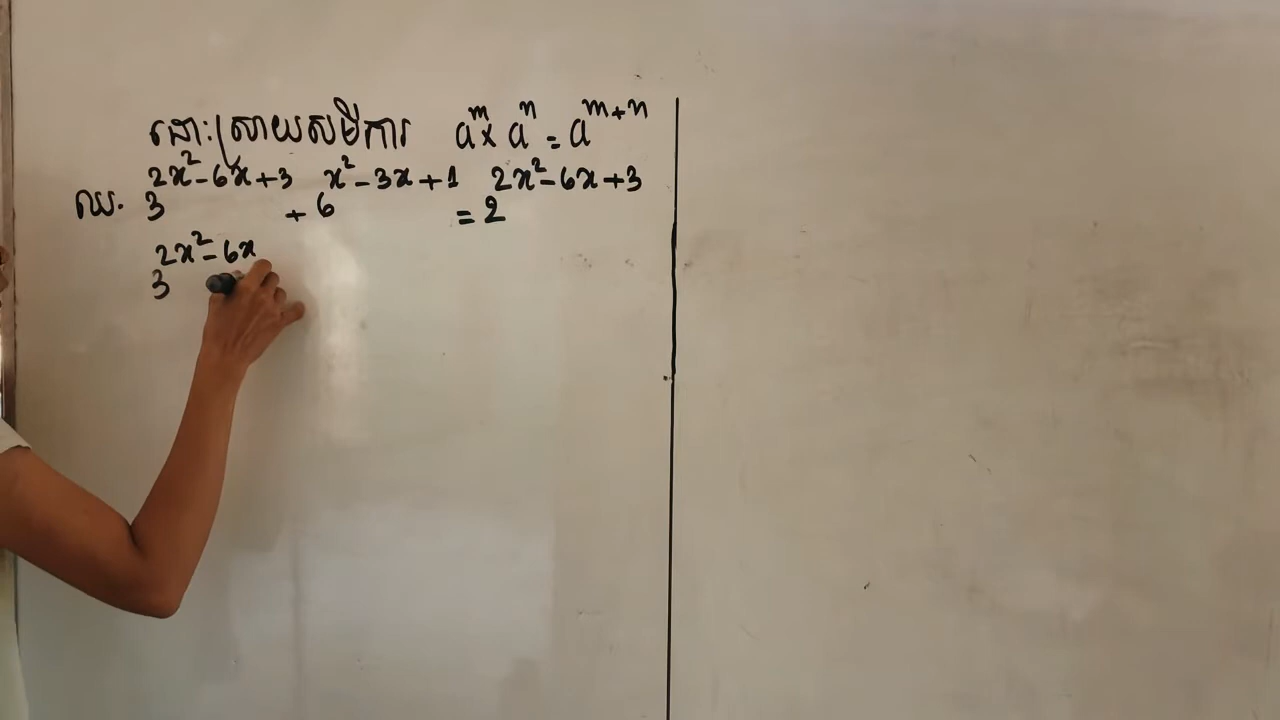 ដោះស្រាយសមីការ a^m × a^n = a^{m+n}
ឈ. 3^{2x²-6x+3} + 6^{x²-3x+1} = 2^{2x²-6x+3}
3^{2x²-6x}